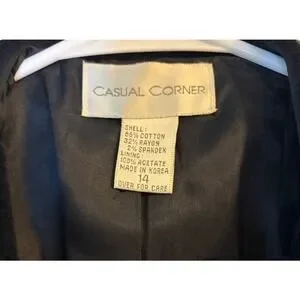 CASUAL CORNER
SHELL:
66% COTTON
32% RAYON
2% SPANDEX
LINING:
100% ACETATE
MADE IN KOREA
14
OVER FOR CARE